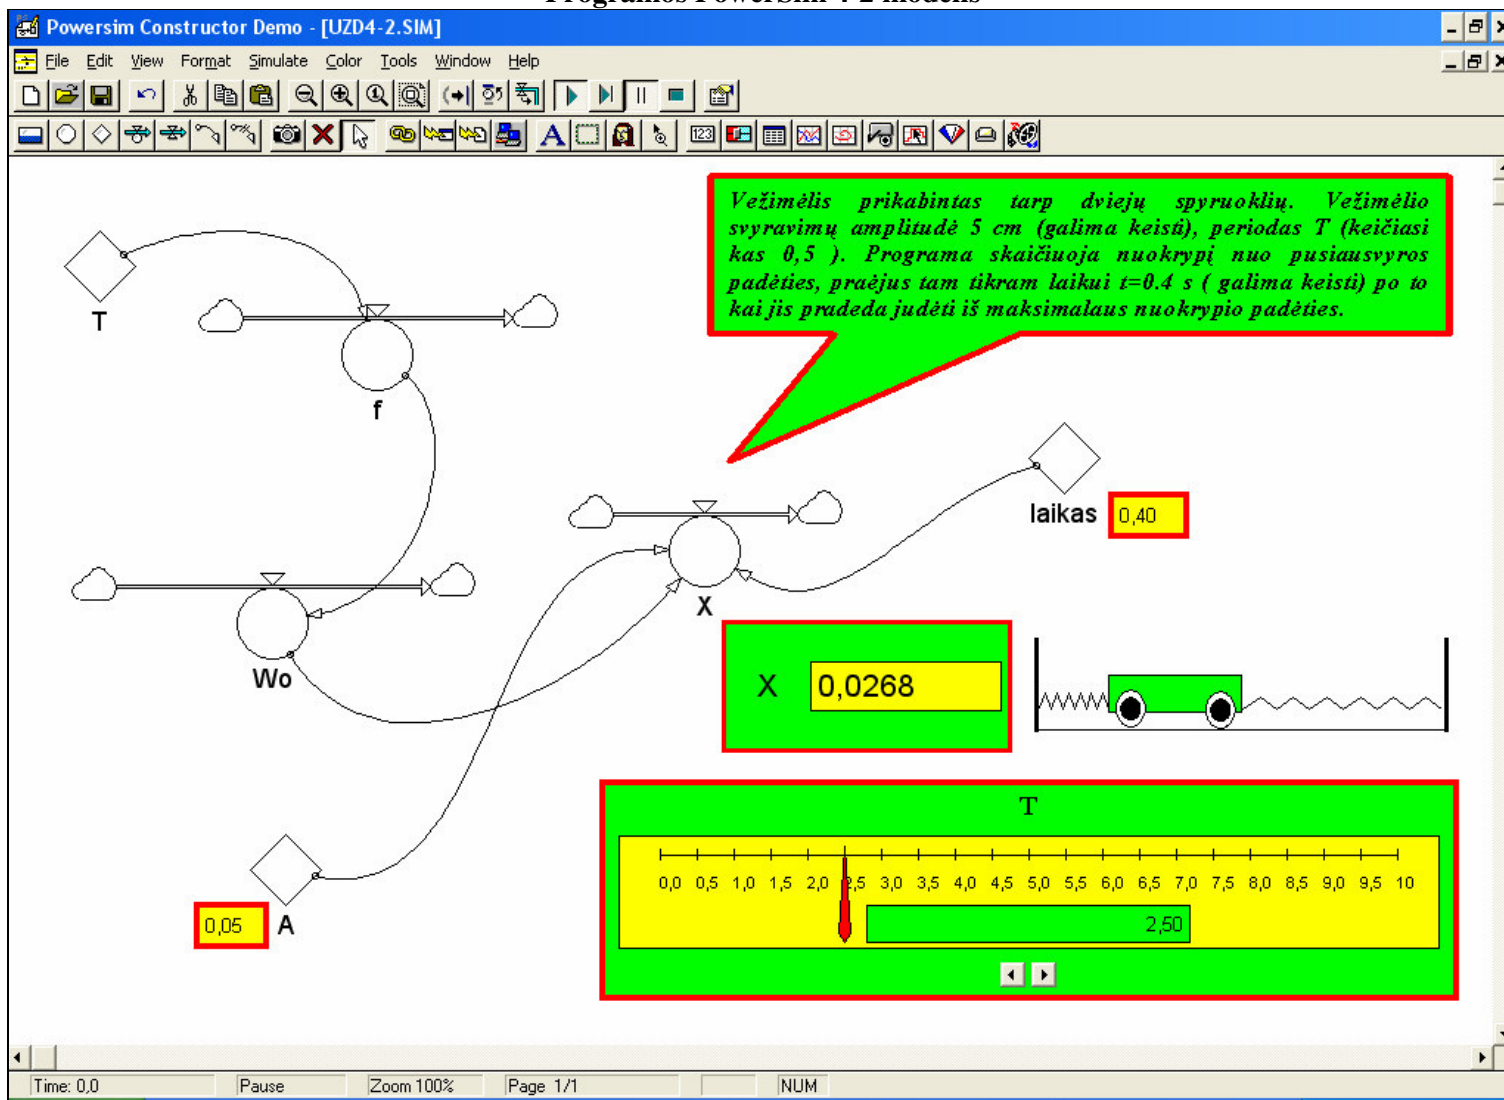 Programos PowerSim 4-2 modelis
Powersim Constructor Demo - [UZD4-2.SIM]
File Edit View Format Simulate Color Tools Window Help
123
A
Vežimėlis prikabintas tarp dviejų spyruoklių. Vežimėlio
svyravimų amplitudė 5 cm (galima keisti), periodas T (keičiasi
kas 0,5 ). Programa skaičiuoja nuokrypį nuo pusiausvyros
padėties, praėjus tam tikram laikui t=0.4 s ( galima keisti) po to
kai jis pradeda judėti iš maksimalaus nuokrypio padėties.
T
f
laikas 0,40
X
Wo
X 0,0268
T
0,0 0,5 1,0 1,5 2,0 2,5 3,0 3,5 4,0 4,5 5,0 5,5 6,0 6,5 7,0 7,5 8,0 8,5 9,0 9,5 10
2,50
0,05 A
Time: 0,0 Pause Zoom 100% Page 1/1 NUM